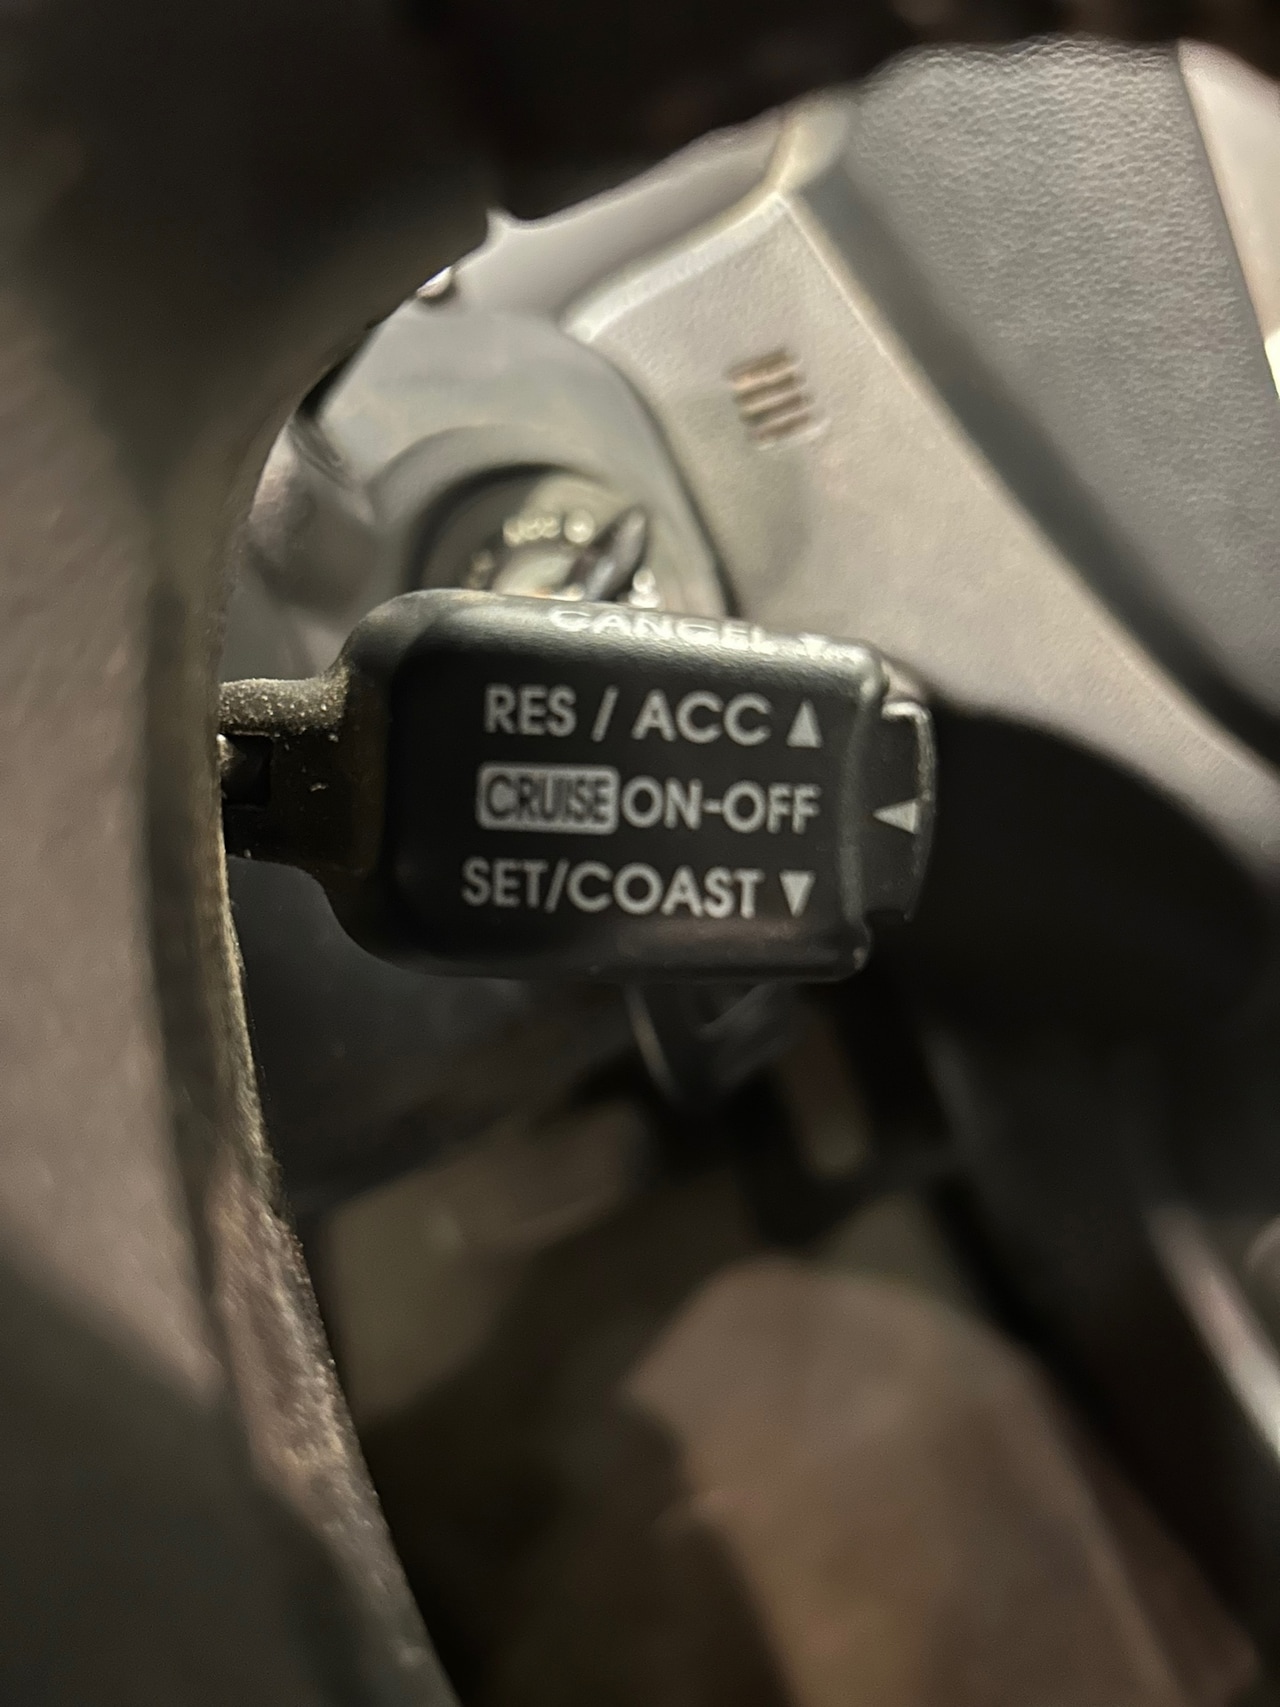 CANCEL
RES / ACC ▲
CRUISE ON-OFF
SET/COAST ▼